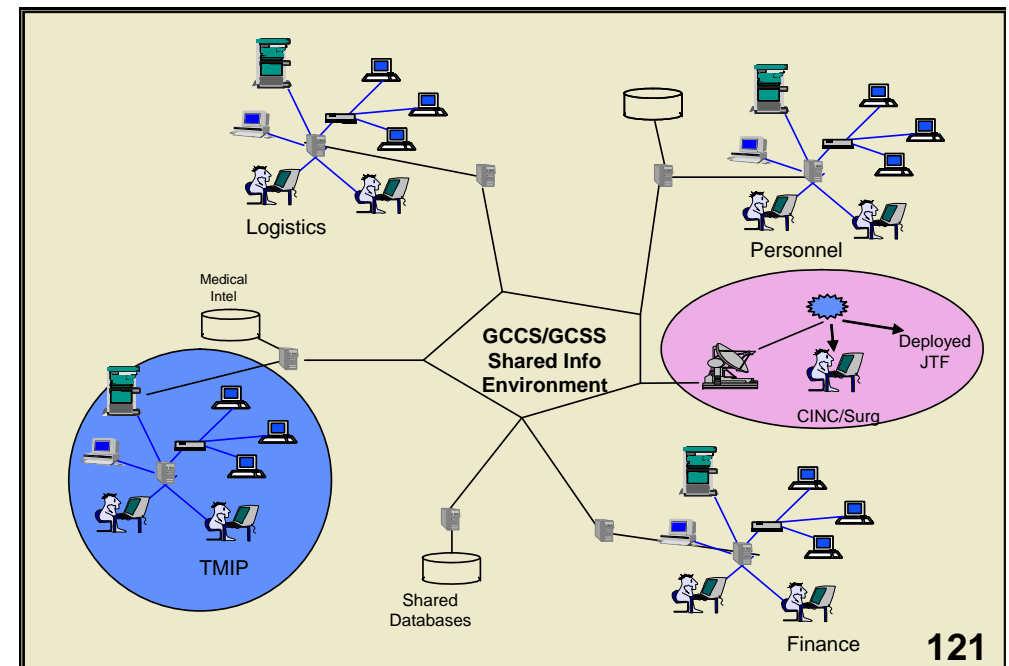 Logistics
Personnel
Medical
Intel
GCCS/GCSS
Shared Info
Environment
Deployed
JTF
CINC/Surg
TMIP
Shared
Databases
Finance
121